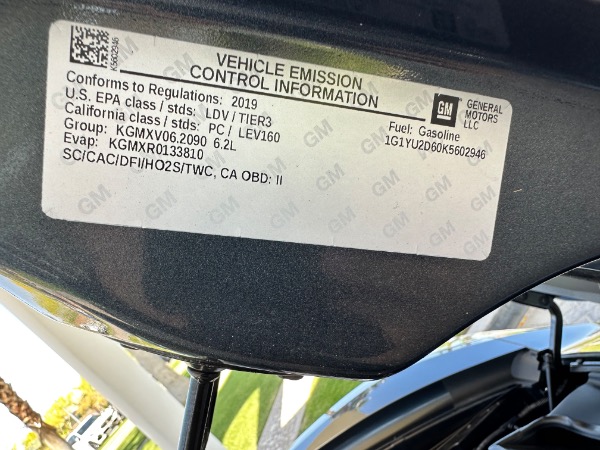 K5602946
VEHICLE EMISSION
CONTROL INFORMATION
Conforms to Regulations: 2019
U.S. EPA class / stds: LDV / TIER3
California class / stds: PC / LEV160
Group: KGMXV06.2090 6.2L
Evap: KGMXR0133810
SC/CAC/DFI/HO2S/TWC, CA OBD: II
GM
GENERAL
MOTORS
LLC
Fuel: Gasoline
1G1YU2D60K5602946